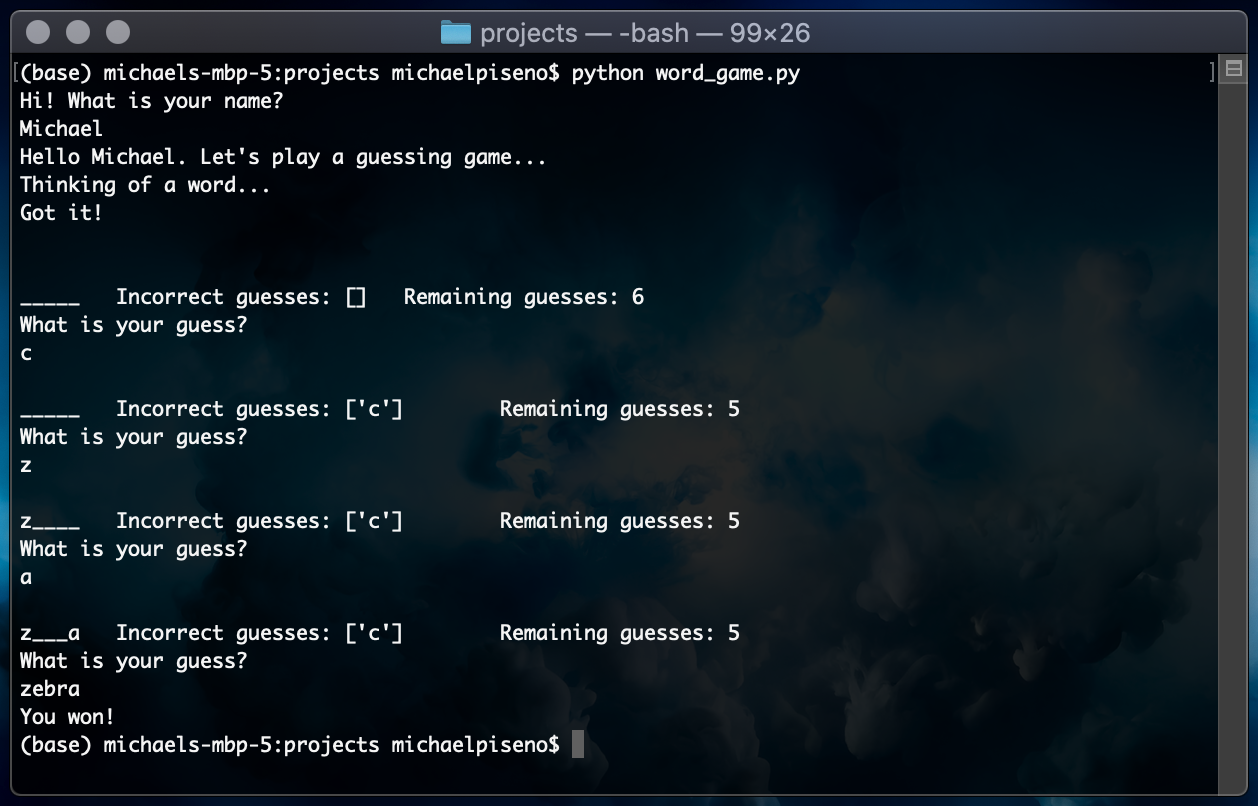 projects — -bash — 99×26
(base) michaels-mbp-5:projects michaelpiseno$ python word_game.py
Hi! What is your name?
Michael
Hello Michael. Let's play a guessing game...
Thinking of a word...
Got it!
_____   Incorrect guesses: []   Remaining guesses: 6
What is your guess?
c
_____   Incorrect guesses: ['c']        Remaining guesses: 5
What is your guess?
z
z____   Incorrect guesses: ['c']        Remaining guesses: 5
What is your guess?
a
z___a   Incorrect guesses: ['c']        Remaining guesses: 5
What is your guess?
zebra
You won!
(base) michaels-mbp-5:projects michaelpiseno$